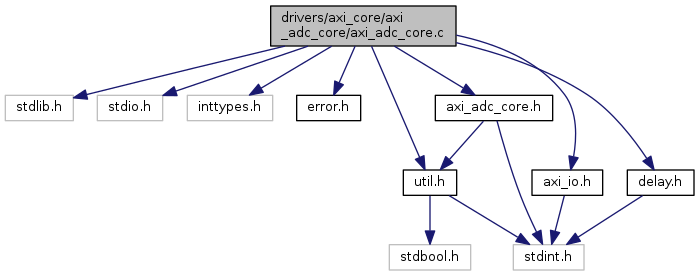 drivers/axi_core/axi
_adc_core/axi_adc_core.c
stdlib.h
stdio.h
inttypes.h
error.h
axi_adc_core.h
util.h
axi_io.h
delay.h
stdbool.h
stdint.h